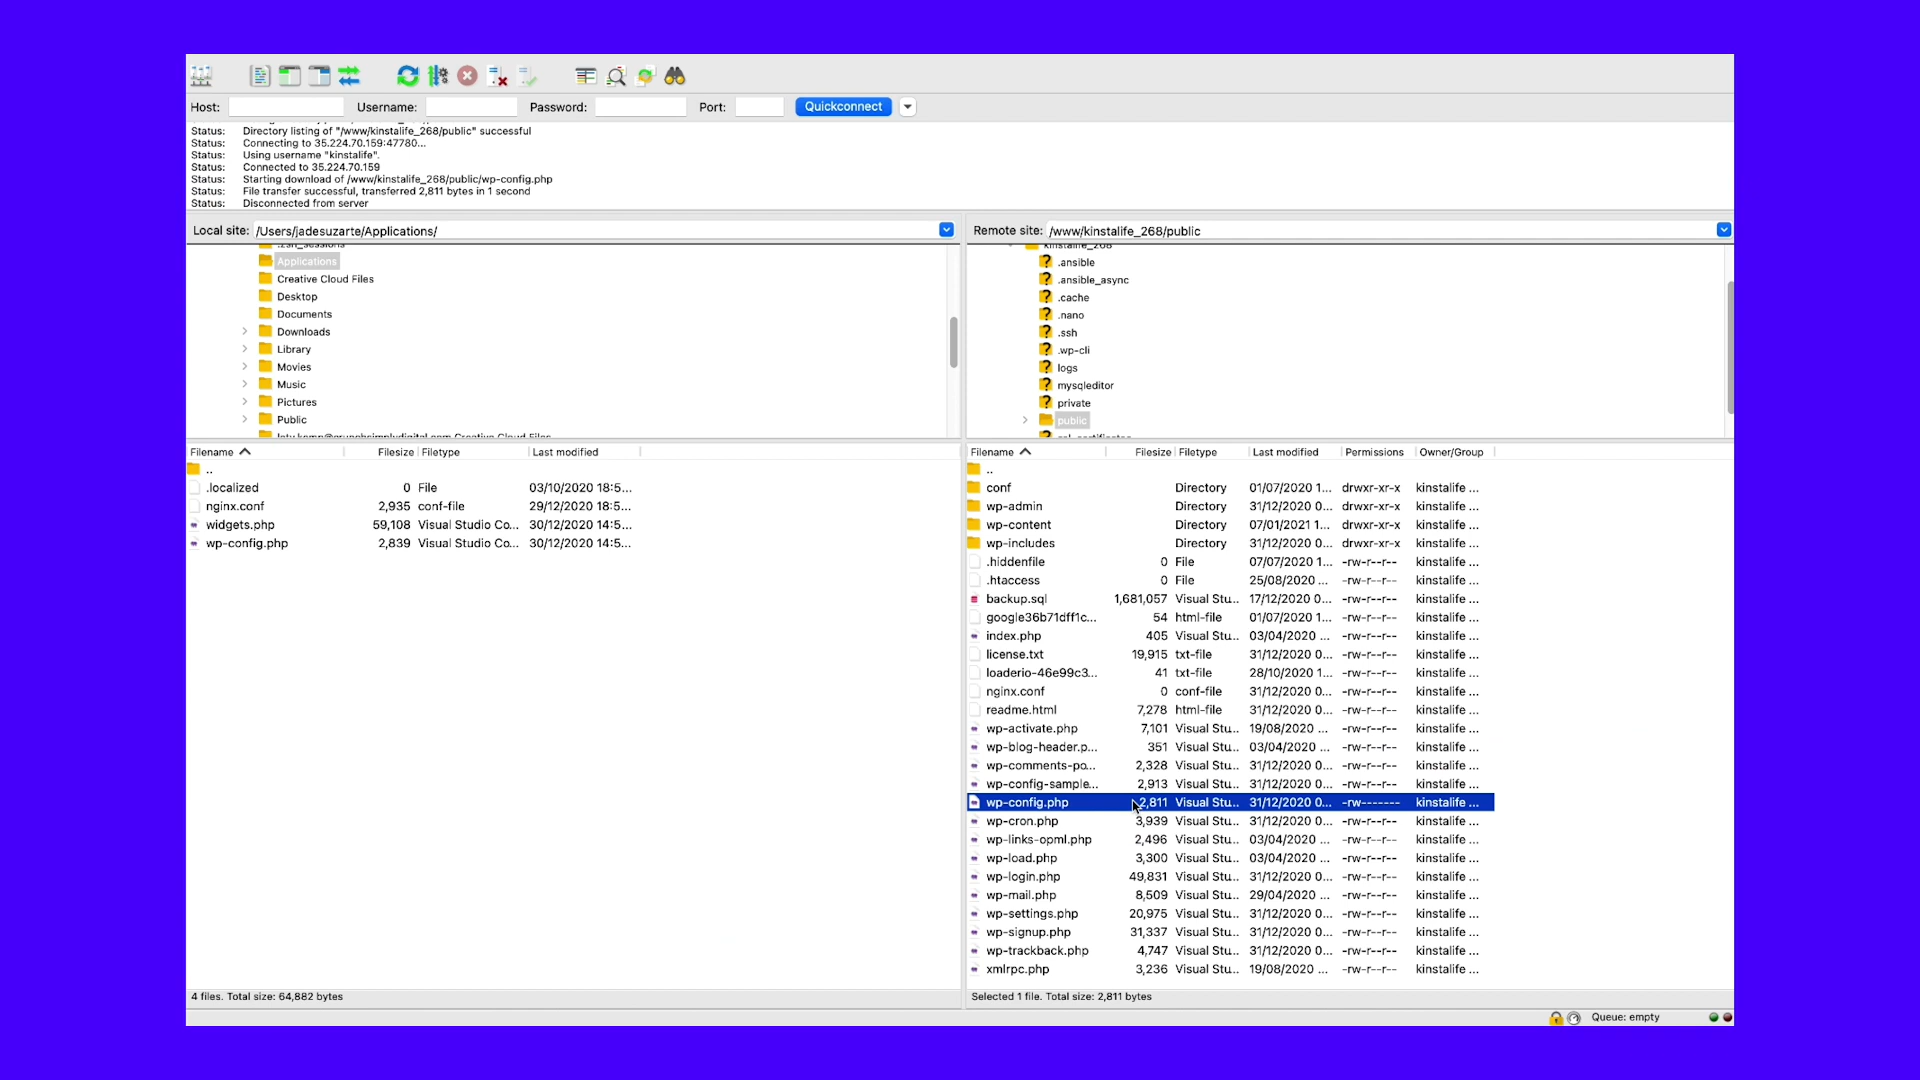 Host: Username: Password: Port: Quickconnect
Status: Directory listing of "/www/kinstalife_268/public" successful
Status: Connecting to 35.224.70.159:47780...
Status: Using username "kinstalife".
Status: Connected to 35.224.70.159
Status: Starting download of /www/kinstalife_268/public/wp-config.php
Status: File transfer successful, transferred 2,811 bytes in 1 second
Status: Disconnected from server
Local site: /Users/jadesuzarte/Applications/
.zsh_sessions
Applications
Creative Cloud Files
Desktop
Documents
Downloads
Library
Movies
Music
Pictures
Public
Filename Filesize Filetype Last modified
..
.localized 0 File 03/10/2020 18:5...
nginx.conf 2,935 conf-file 29/12/2020 18:5...
widgets.php 59,108 Visual Studio Co... 30/12/2020 14:5...
wp-config.php 2,839 Visual Studio Co... 30/12/2020 14:5...
4 files. Total size: 64,882 bytes
Remote site: /www/kinstalife_268/public
kinstalife_268
.ansible
.ansible_async
.cache
.nano
.ssh
.wp-cli
logs
mysqleditor
private
public
Filename Filesize Filetype Last modified Permissions Owner/Group
..
conf Directory 01/07/2020 1... drwxr-xr-x kinstalife ...
wp-admin Directory 31/12/2020 0... drwxr-xr-x kinstalife ...
wp-content Directory 07/01/2021 1... drwxr-xr-x kinstalife ...
wp-includes Directory 31/12/2020 0... drwxr-xr-x kinstalife ...
.hiddenfile 0 File 07/07/2020 1... -rw-r--r-- kinstalife ...
.htaccess 0 File 25/08/2020 ... -rw-r--r-- kinstalife ...
backup.sql 1,681,057 Visual Stu... 17/12/2020 0... -rw-r--r-- kinstalife ...
google36b71dff1c... 54 html-file 01/07/2020 1... -rw-r--r-- kinstalife ...
index.php 405 Visual Stu... 03/04/2020 ... -rw-r--r-- kinstalife ...
license.txt 19,915 txt-file 31/12/2020 0... -rw-r--r-- kinstalife ...
loaderio-46e99c3... 41 txt-file 28/10/2020 1... -rw-r--r-- kinstalife ...
nginx.conf 0 conf-file 31/12/2020 0... -rw-r--r-- kinstalife ...
readme.html 7,278 html-file 31/12/2020 0... -rw-r--r-- kinstalife ...
wp-activate.php 7,101 Visual Stu... 19/08/2020 ... -rw-r--r-- kinstalife ...
wp-blog-header.p... 351 Visual Stu... 03/04/2020 ... -rw-r--r-- kinstalife ...
wp-comments-po... 2,328 Visual Stu... 31/12/2020 0... -rw-r--r-- kinstalife ...
wp-config-sample... 2,913 Visual Stu... 31/12/2020 0... -rw-r--r-- kinstalife ...
wp-config.php 2,811 Visual Stu... 31/12/2020 0... -rw------- kinstalife ...
wp-cron.php 3,939 Visual Stu... 31/12/2020 0... -rw-r--r-- kinstalife ...
wp-links-opml.php 2,496 Visual Stu... 03/04/2020 ... -rw-r--r-- kinstalife ...
wp-load.php 3,300 Visual Stu... 03/04/2020 ... -rw-r--r-- kinstalife ...
wp-login.php 49,831 Visual Stu... 31/12/2020 0... -rw-r--r-- kinstalife ...
wp-mail.php 8,509 Visual Stu... 29/04/2020 ... -rw-r--r-- kinstalife ...
wp-settings.php 20,975 Visual Stu... 31/12/2020 0... -rw-r--r-- kinstalife ...
wp-signup.php 31,337 Visual Stu... 31/12/2020 0... -rw-r--r-- kinstalife ...
wp-trackback.php 4,747 Visual Stu... 31/12/2020 0... -rw-r--r-- kinstalife ...
xmlrpc.php 3,236 Visual Stu... 19/08/2020 ... -rw-r--r-- kinstalife ...
Selected 1 file. Total size: 2,811 bytes
Queue: empty